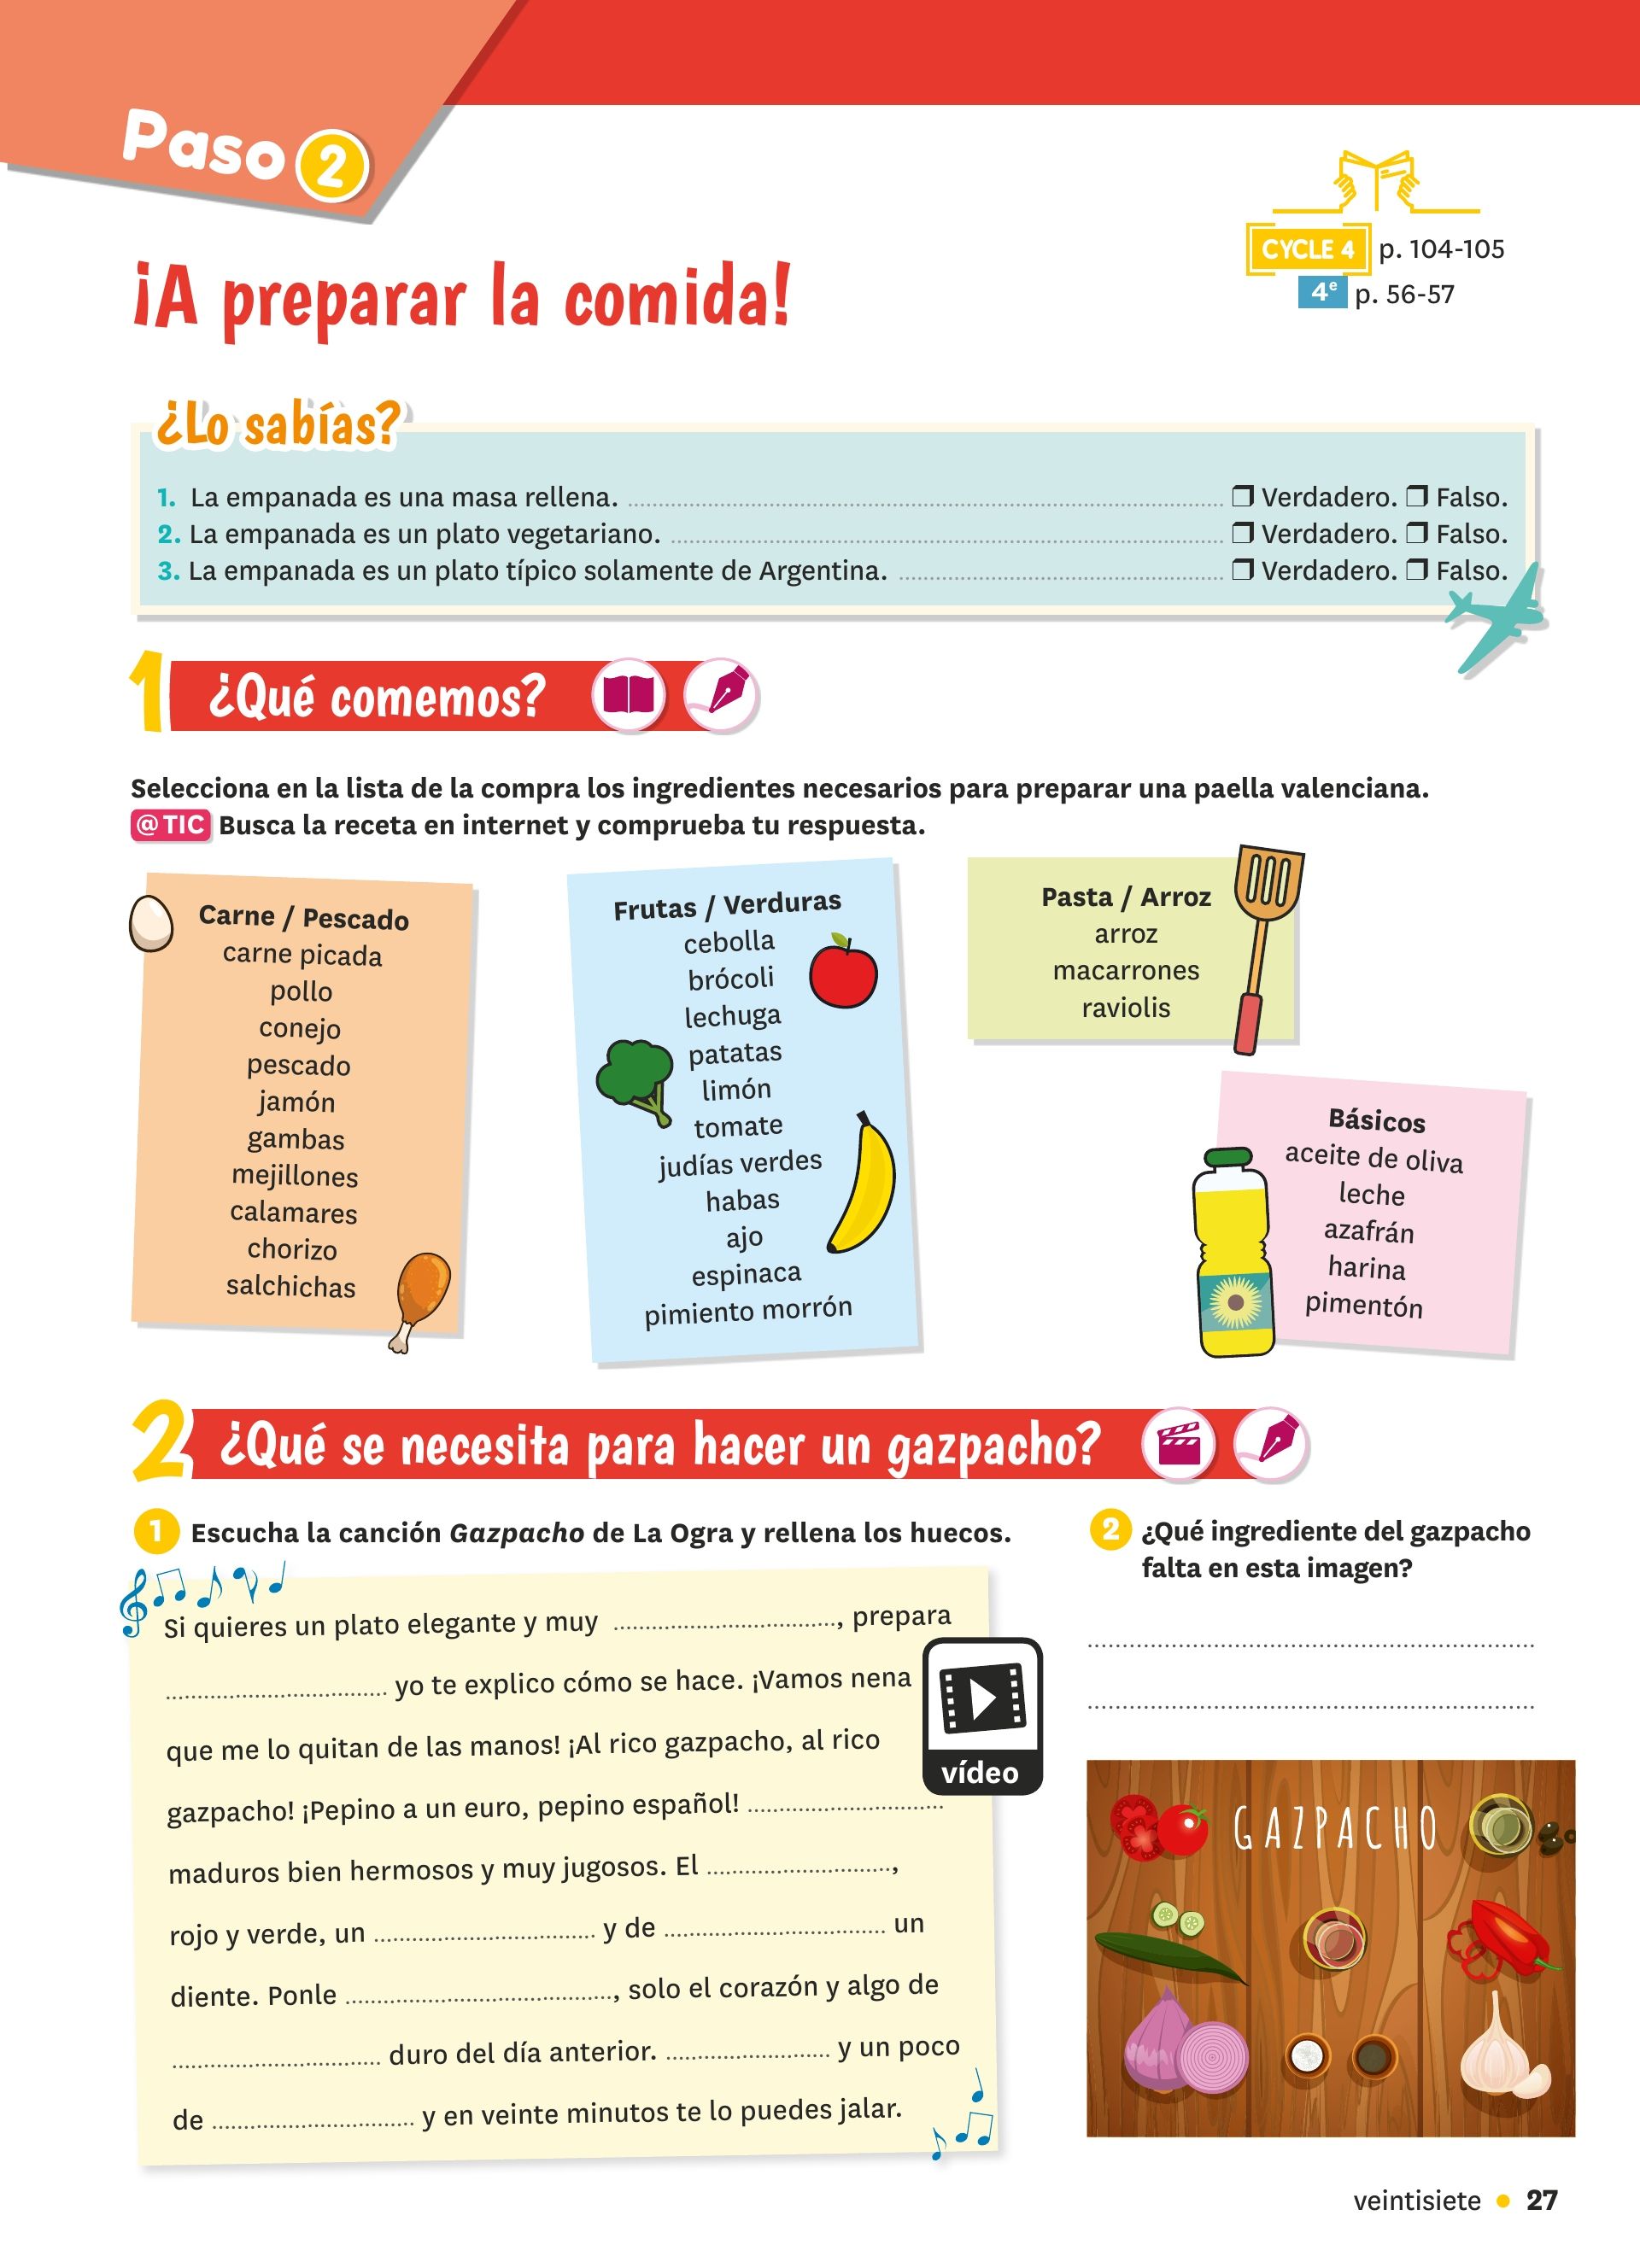 Paso 2
CYCLE 4 p. 104-105
4e p. 56-57
¡A preparar la comida!
¿Lo sabías?
1. La empanada es una masa rellena. ❒ Verdadero. ❒ Falso.
2. La empanada es un plato vegetariano. ❒ Verdadero. ❒ Falso.
3. La empanada es un plato típico solamente de Argentina. ❒ Verdadero. ❒ Falso.
1 ¿Qué comemos?
Selecciona en la lista de la compra los ingredientes necesarios para preparar una paella valenciana.
@TIC Busca la receta en internet y comprueba tu respuesta.
Carne / Pescado
carne picada
pollo
conejo
pescado
jamón
gambas
mejillones
calamares
chorizo
salchichas
Frutas / Verduras
cebolla
brócoli
lechuga
patatas
limón
tomate
judías verdes
habas
ajo
espinaca
pimiento morrón
Pasta / Arroz
arroz
macarrones
raviolis
Básicos
aceite de oliva
leche
azafrán
harina
pimentón
2 ¿Qué se necesita para hacer un gazpacho?
1 Escucha la canción Gazpacho de La Ogra y rellena los huecos.
Si quieres un plato elegante y muy ................, prepara
................ yo te explico cómo se hace. ¡Vamos nena
que me lo quitan de las manos! ¡Al rico gazpacho, al rico
gazpacho! ¡Pepino a un euro, pepino español! ................
maduros bien hermosos y muy jugosos. El ................,
rojo y verde, un ................ y de ................ un
diente. Ponle ................, solo el corazón y algo de
................ duro del día anterior. ................ y un poco
de ................ y en veinte minutos te lo puedes jalar.
vídeo
2 ¿Qué ingrediente del gazpacho
falta en esta imagen?
GAZPACHO
veintisiete • 27